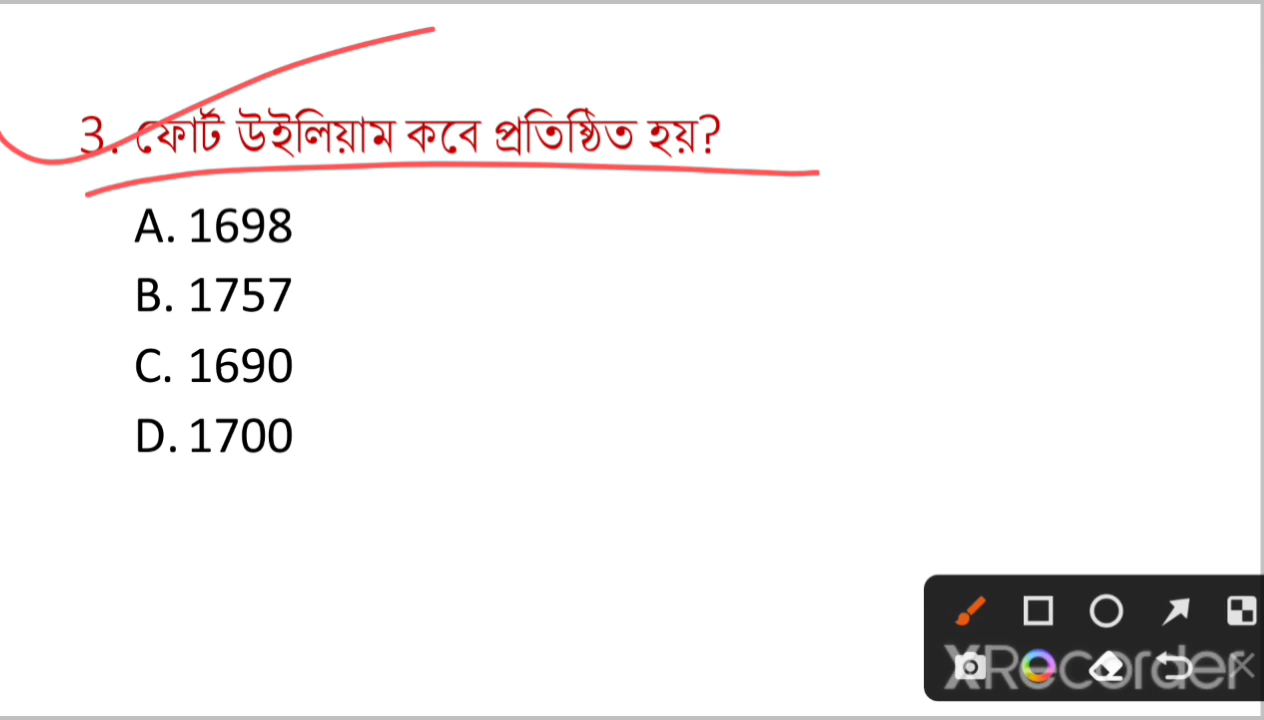 3. ফোর্ট উইলিয়াম কবে প্রতিষ্ঠিত হয়?
A. 1698
B. 1757
C. 1690
D. 1700
XRecorder